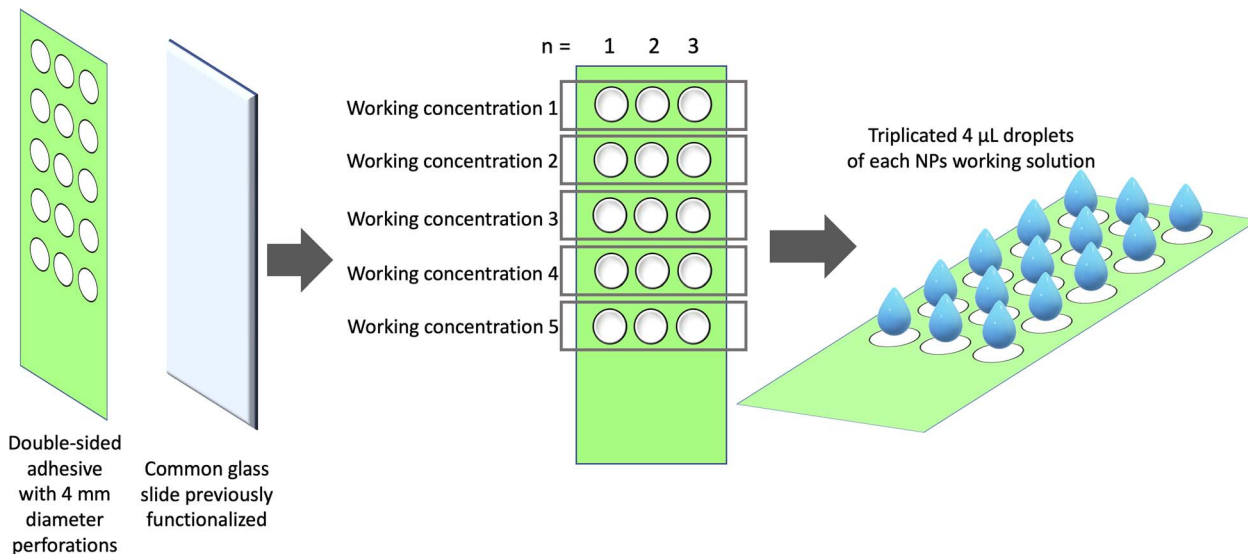 n = 1 2 3
Working concentration 1
Working concentration 2
Working concentration 3
Working concentration 4
Working concentration 5
Triplicated 4 µL droplets
of each NPs working solution
Double-sided
adhesive
with 4 mm
diameter
perforations
Common glass
slide previously
functionalized